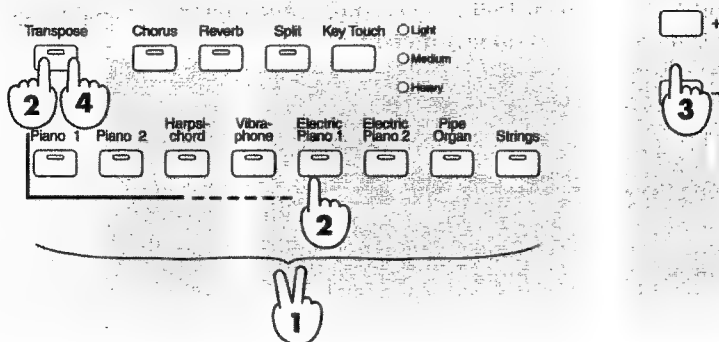 Transpose Chorus Reverb Split Key Touch Light
Medium
Heavy
+
2 4
3
Piano 1 Piano 2 Harpsi-chord Vibra-phone Electric Piano 1 Electric Piano 2 Pipe Organ Strings
2
1